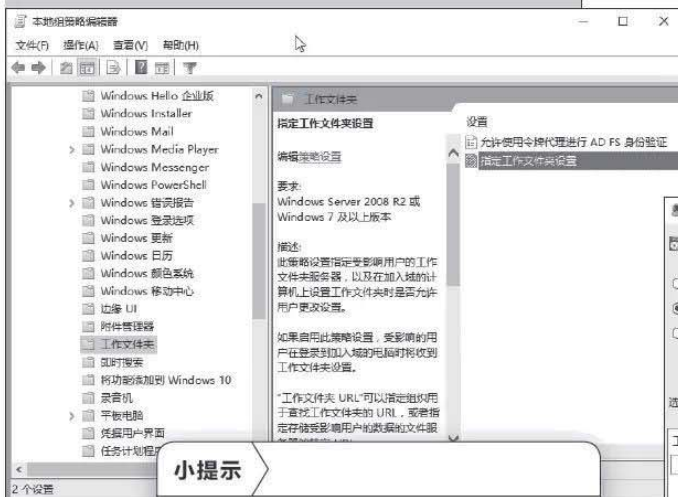 本地组策略编辑器
文件(F) 操作(A) 查看(V) 帮助(H)
Windows Hello 企业版
Windows Installer
Windows Mail
Windows Media Player
Windows Messenger
Windows PowerShell
Windows 错误报告
Windows 登录选项
Windows 更新
Windows 日历
Windows 颜色系统
Windows 移动中心
边缘 UI
附件管理器
工作文件夹
即时搜索
将功能添加到 Windows 10
录音机
平板电脑
凭据用户界面
任务计划程
2 个设置
工作文件夹
指定工作文件夹设置
编辑策略设置
要求:
Windows Server 2008 R2 或
Windows 7 及以上版本
描述:
此策略设置指定受影响用户的工作
文件夹服务器，以及在加入域的计
算机上设置工作文件夹时是否允许
用户更改设置。
如果启用此策略设置，受影响的用
户在登录到加入域的电脑时将收到
工作文件夹设置。
"工作文件夹 URL"可以指定组织用
于查找工作文件夹的 URL，或者指
定存储受影响用户的数据的文件服
设置
允许使用令牌代理进行 AD FS 身份验证
指定工作文件夹设置
选
小提示